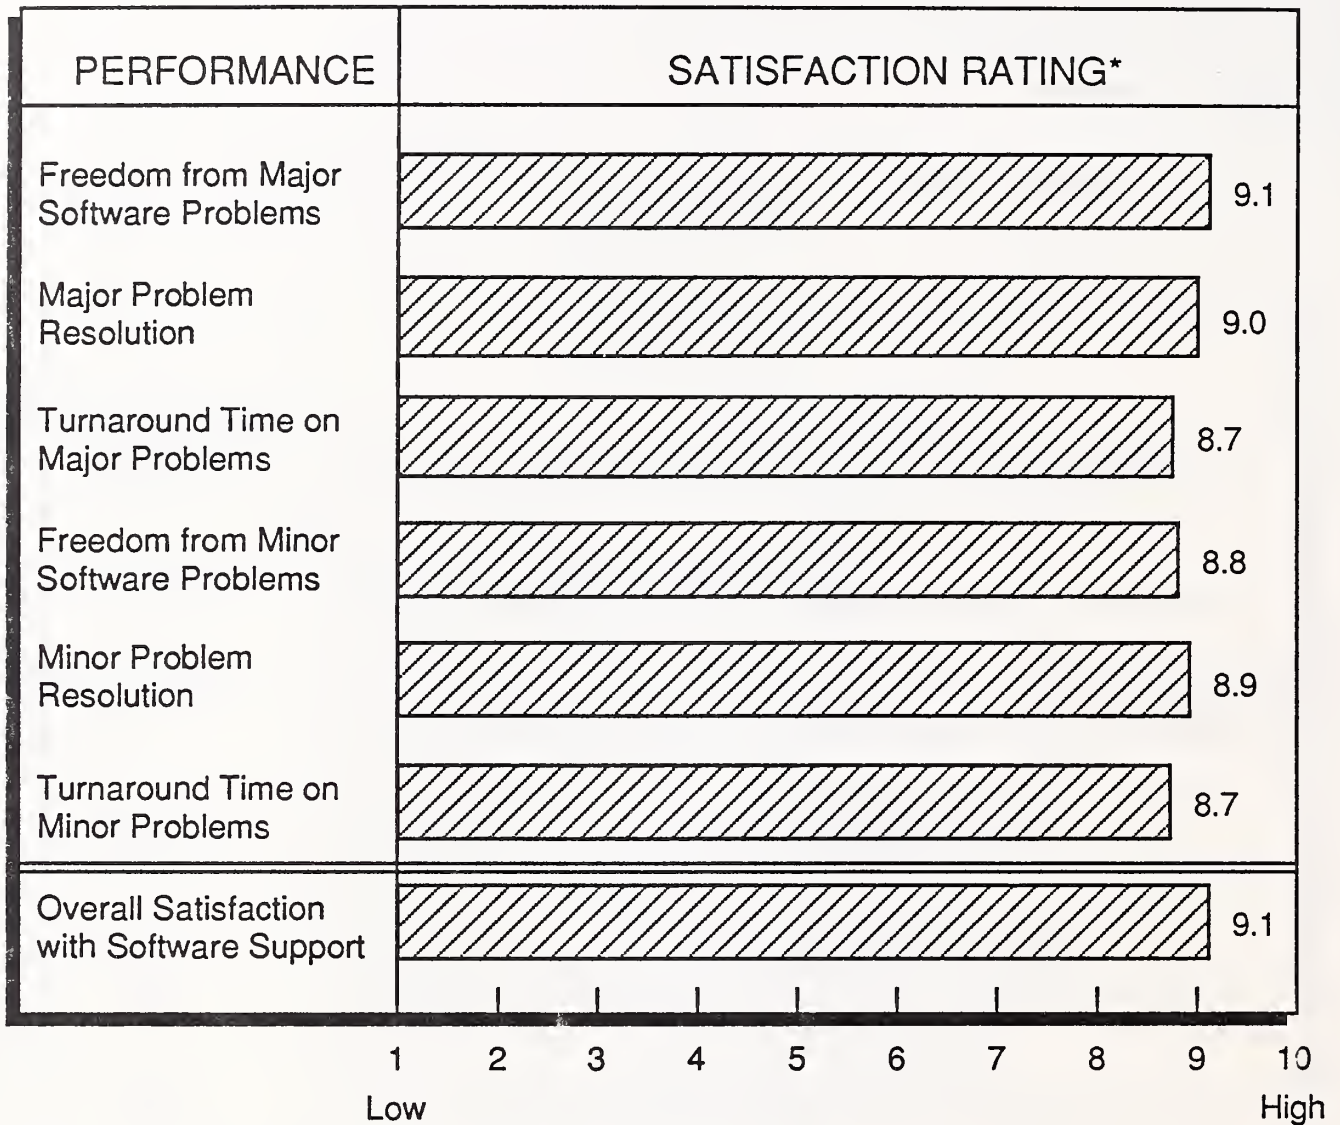 PERFORMANCE
SATISFACTION RATING*
Freedom from Major
Software Problems
9.1
Major Problem
Resolution
9.0
Turnaround Time on
Major Problems
8.7
Freedom from Minor
Software Problems
8.8
Minor Problem
Resolution
8.9
Turnaround Time on
Minor Problems
8.7
Overall Satisfaction
with Software Support
9.1
1 2 3 4 5 6 7 8 9 10
Low High